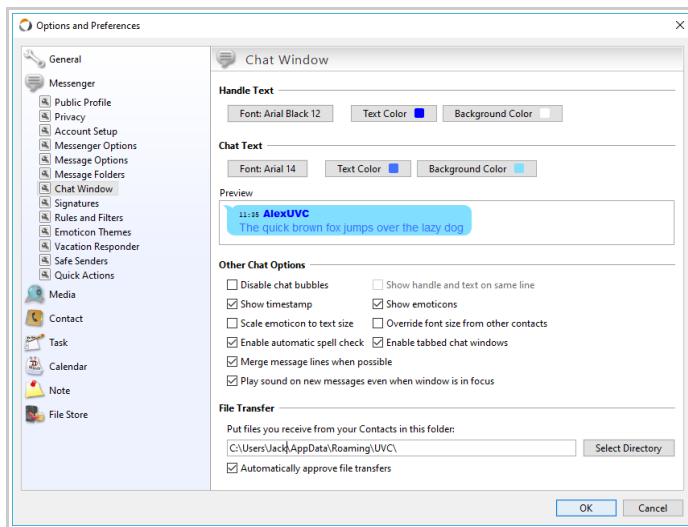 Options and Preferences
General
Messenger
Public Profile
Privacy
Account Setup
Messenger Options
Message Options
Message Folders
Chat Window
Signatures
Rules and Filters
Emoticon Themes
Vacation Responder
Safe Senders
Quick Actions
Media
Contact
Task
Calendar
Note
File Store
Chat Window
Handle Text
Font: Arial Black 12 Text Color Background Color
Chat Text
Font: Arial 14 Text Color Background Color
Preview
11:35 AlexUVC
The quick brown fox jumps over the lazy dog
Other Chat Options
Disable chat bubbles Show handle and text on same line
Show timestamp Show emoticons
Scale emoticon to text size Override font size from other contacts
Enable automatic spell check Enable tabbed chat windows
Merge message lines when possible
Play sound on new messages even when window is in focus
File Transfer
Put files you receive from your Contacts in this folder:
C:\Users\Jack\AppData\Roaming\UVC\ Select Directory
Automatically approve file transfers
OK Cancel